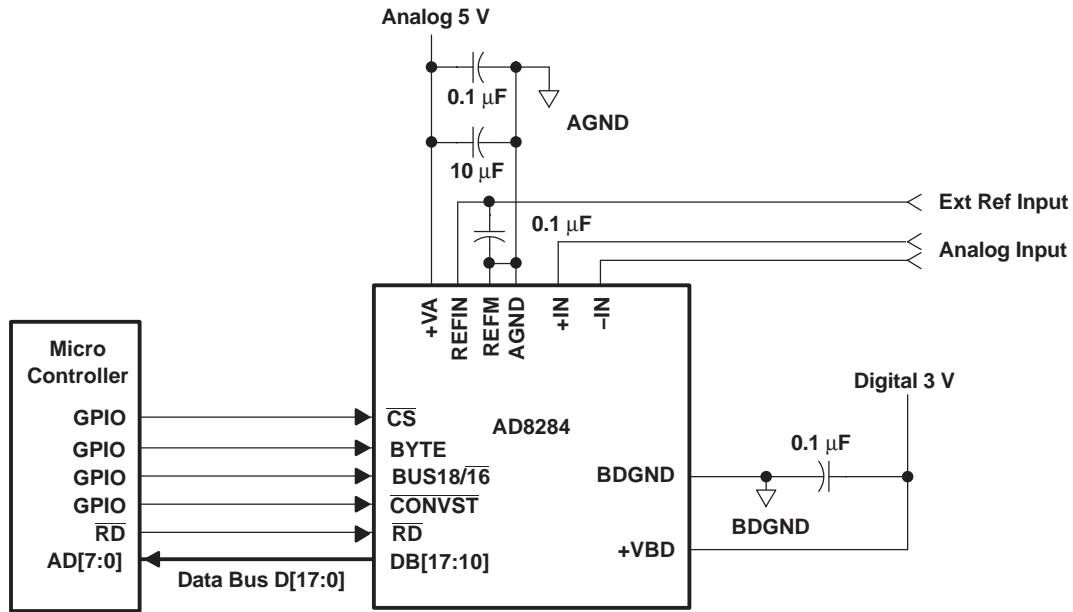 Analog 5 V
0.1 μF
AGND
10 μF
Ext Ref Input
0.1 μF
Analog Input
+VA
REFIN
REFM
AGND
+IN
−IN
Micro
Controller
Digital 3 V
GPIO
CS
AD8284
GPIO
BYTE
0.1 μF
GPIO
BUS18/16
BDGND
GPIO
CONVST
BDGND
RD
RD
+VBD
AD[7:0]
DB[17:10]
Data Bus D[17:0]